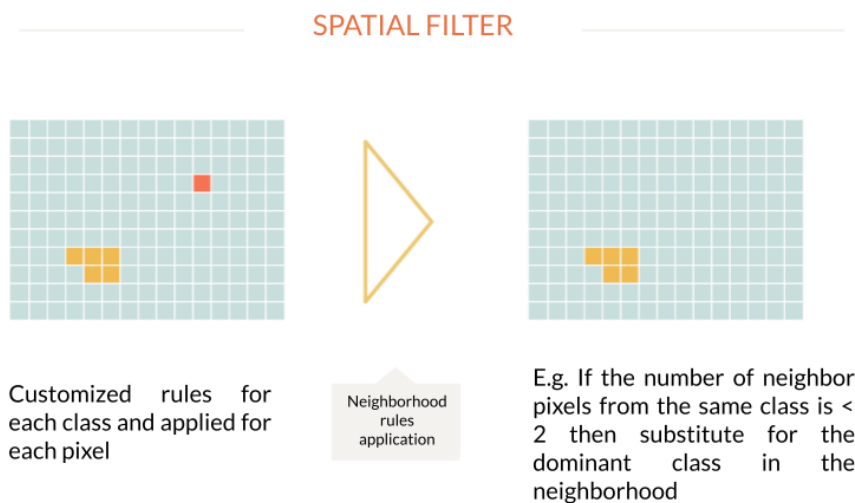 SPATIAL FILTER
Customized rules for
each class and applied for
each pixel
Neighborhood
rules
application
E.g. If the number of neighbor
pixels from the same class is <
2 then substitute for the
dominant class in the
neighborhood